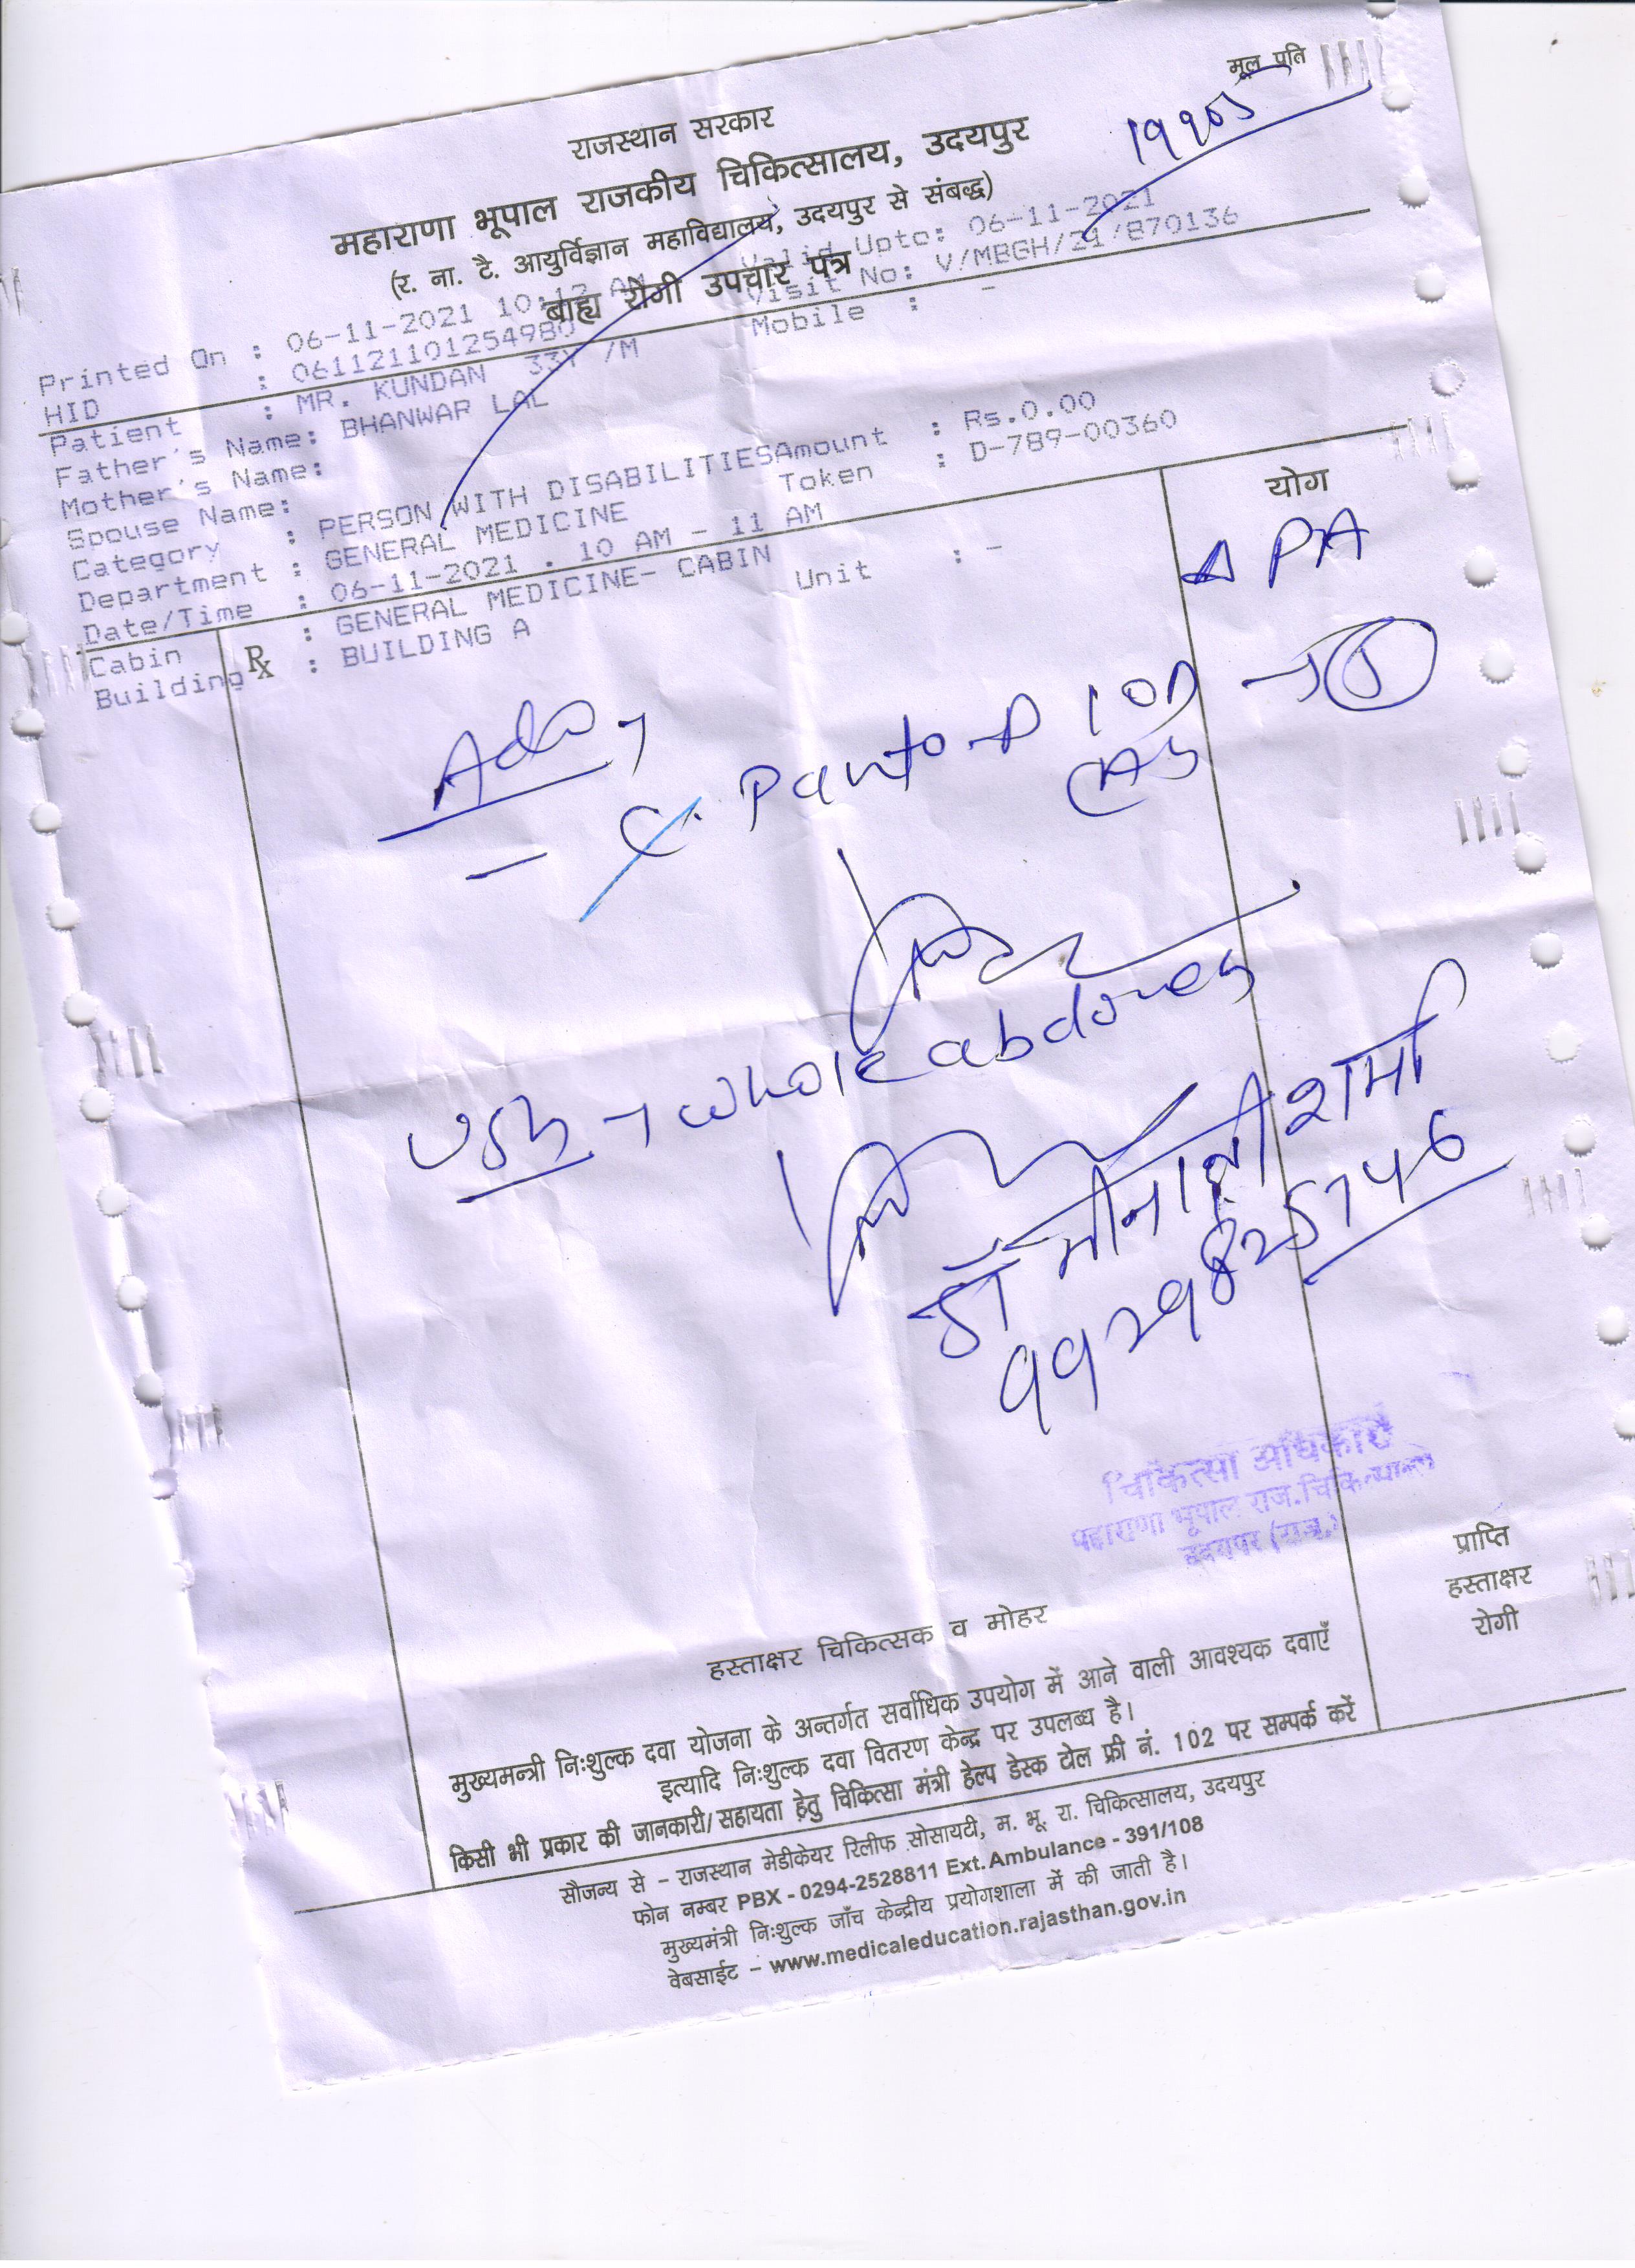 मूल प्रति
19905
राजस्थान सरकार
महाराणा भूपाल राजकीय चिकित्सालय, उदयपुर
(र. ना. टै. आयुर्विज्ञान महाविद्यालय, उदयपुर से संबद्ध)
बाह्य रोगी उपचार पत्र
Printed On : 06-11-2021 10:12 AM Valid Upto: 06-11-2021
HID : 061121101254980 Visit No: V/MBGH/21/870136
Patient : MR. KUNDAN 33Y /M Mobile : -
Father's Name: BHANWAR LAL
Mother's Name:
Spouse Name:
Category : PERSON WITH DISABILITIES Amount : Rs.0.00
Department : GENERAL MEDICINE Token : D-789-00360
Date/Time : 06-11-2021 . 10 AM - 11 AM
Cabin : GENERAL MEDICINE- CABIN Unit : -
Building : BUILDING A
योग
℞
PA
- C. Panto-D
USG → whole abdomen
डॉ मीनाक्षी शर्मा
9929825746
चिकित्सा अधिकारी
महाराणा भूपाल राज.चिकित्सालय
उदयपुर (राज.)
हस्ताक्षर चिकित्सक व मोहर
प्राप्ति
हस्ताक्षर
रोगी
मुख्यमन्त्री निःशुल्क दवा योजना के अन्तर्गत सर्वाधिक उपयोग में आने वाली आवश्यक दवाएँ
इत्यादि निःशुल्क दवा वितरण केन्द्र पर उपलब्ध है।
किसी भी प्रकार की जानकारी/सहायता हेतु चिकित्सा मंत्री हेल्प डेस्क टोल फ्री नं. 102 पर सम्पर्क करें
सौजन्य से - राजस्थान मेडीकेयर रिलीफ सोसायटी, म. भू. रा. चिकित्सालय, उदयपुर
फोन नम्बर PBX - 0294-2528811 Ext. Ambulance - 391/108
मुख्यमंत्री निःशुल्क जाँच केन्द्रीय प्रयोगशाला में की जाती है।
वेबसाईट - www.medicaleducation.rajasthan.gov.in